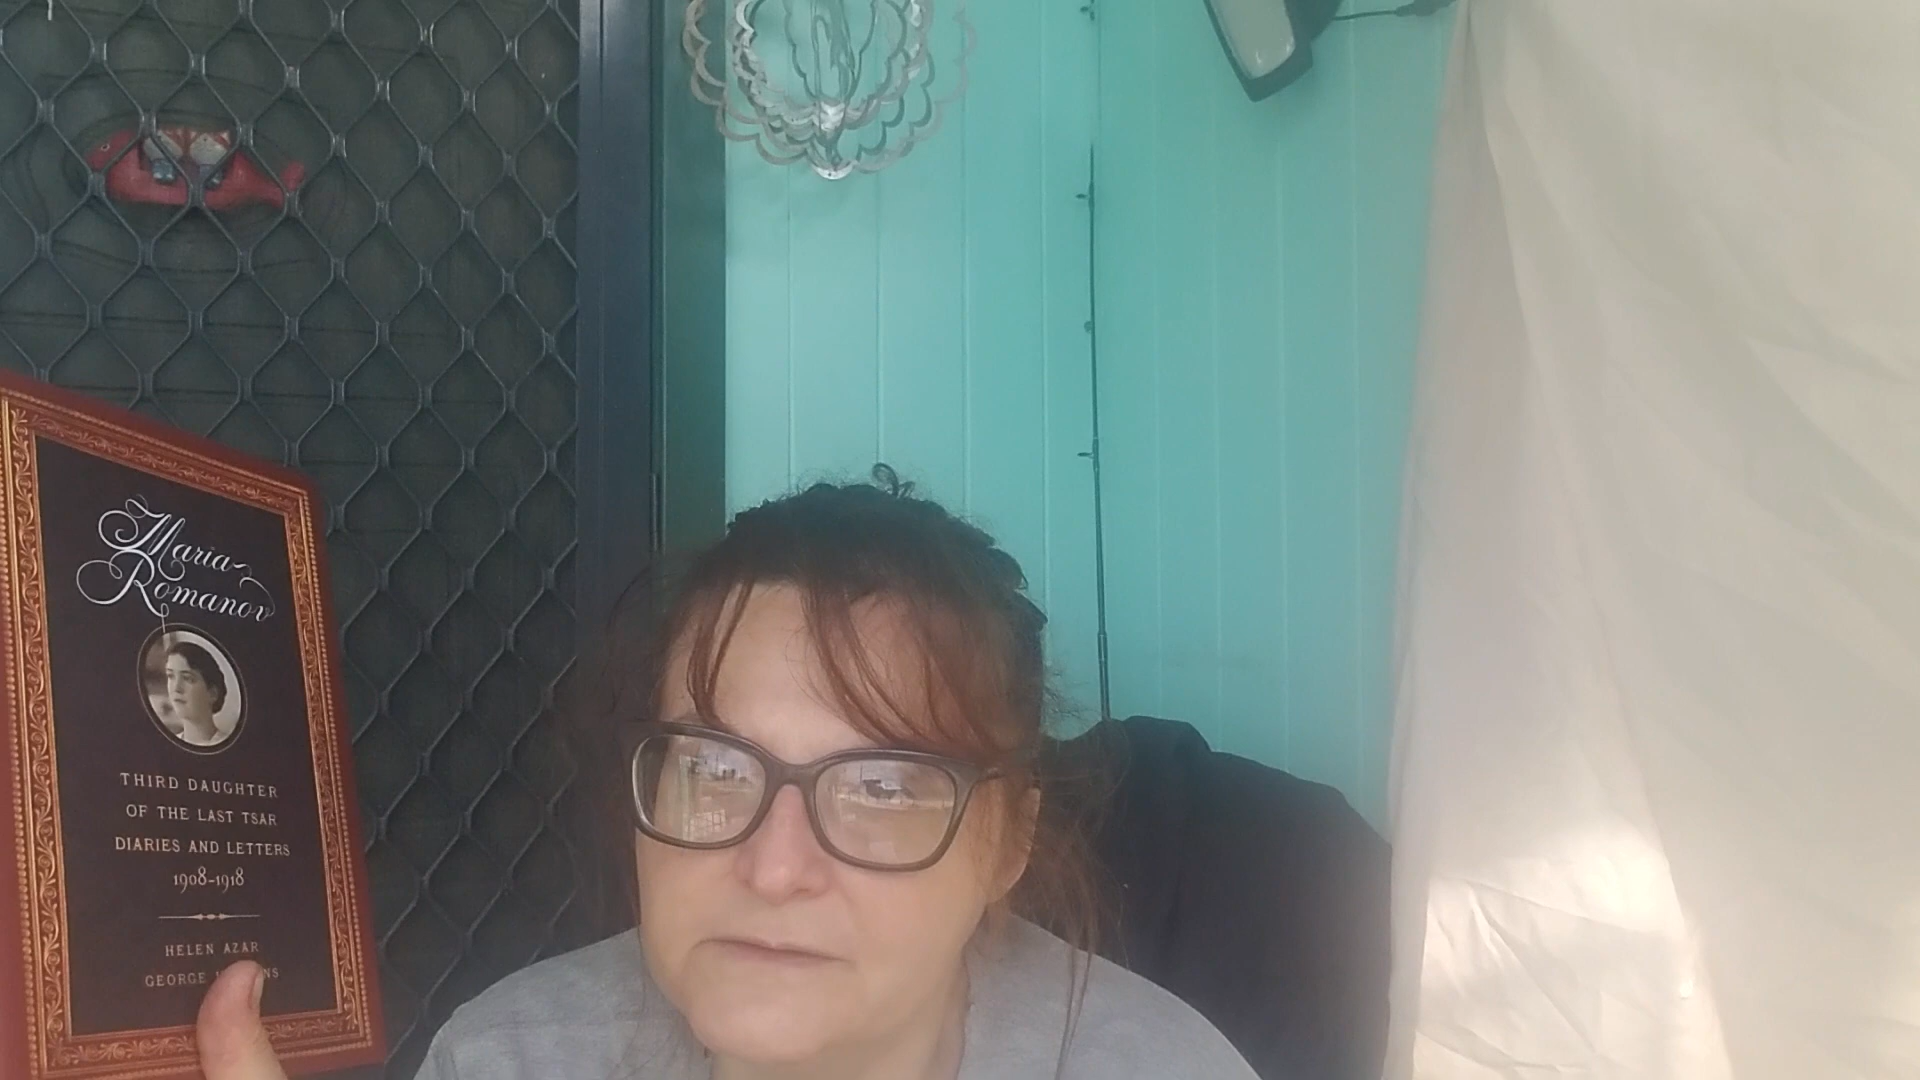 Maria
Romanov
THIRD DAUGHTER
OF THE LAST TSAR
DIARIES AND LETTERS
1908-1918
HELEN AZAR
GEORGE